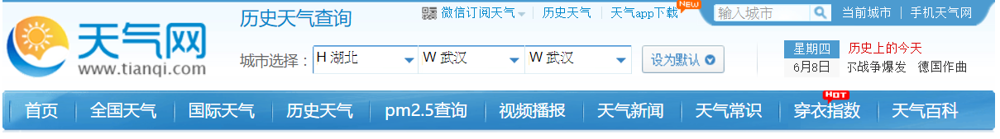 天气网
www.tianqi.com
历史天气查询
微信订阅天气 历史天气 天气app下载 NEW
输入城市
当前城市 手机天气网
城市选择： H 湖北 W 武汉 W 武汉 设为默认
星期四 历史上的今天
6月8日 尔战争爆发 德国作曲
首页 全国天气 国际天气 历史天气 pm2.5查询 视频播报 天气新闻 天气常识 穿衣指数 HOT 天气百科